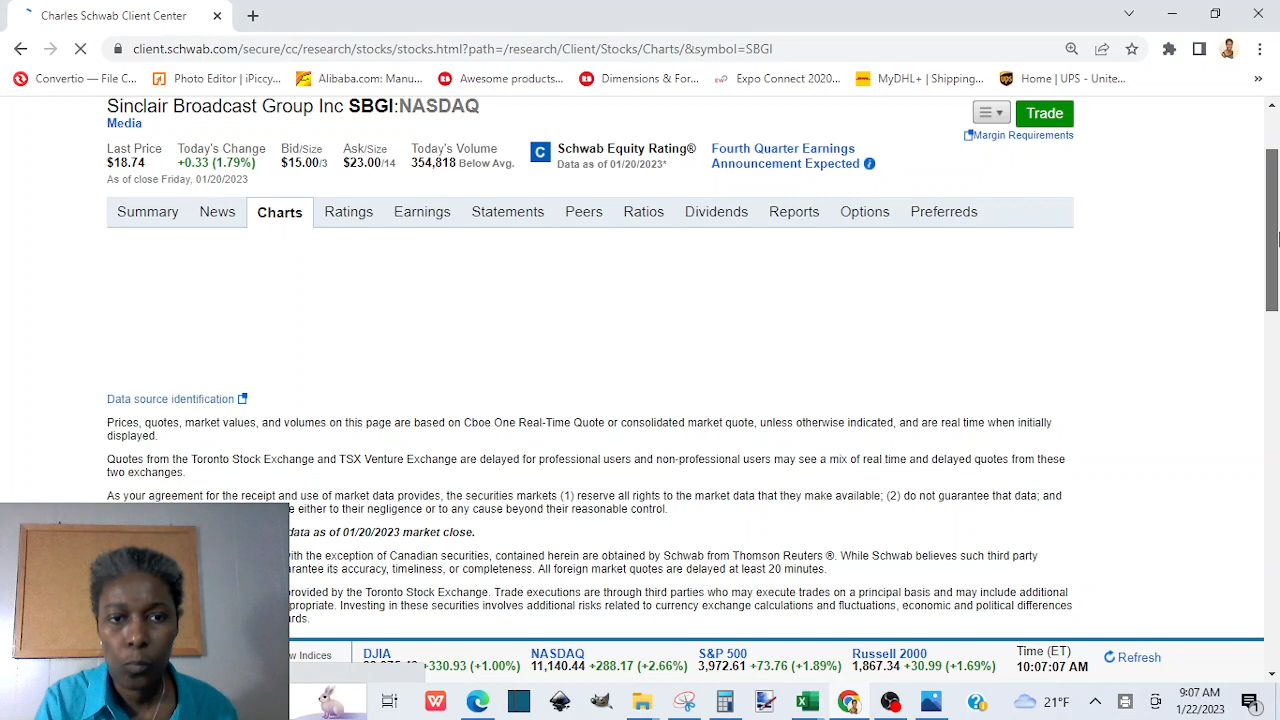 Charles Schwab Client Center
client.schwab.com/secure/cc/research/stocks/stocks.html?path=/research/Client/Stocks/Charts/&symbol=SBGI
Convertio — File C... Photo Editor | iPiccy... Alibaba.com: Manu... Awesome products... Dimensions & For... Expo Connect 2020... MyDHL+ | Shipping... Home | UPS - Unite... »
Sinclair Broadcast Group Inc SBGI:NASDAQ
Trade
Media
Margin Requirements
Last Price Today's Change Bid/Size Ask/Size Today's Volume C Schwab Equity Rating® Fourth Quarter Earnings
$18.74 +0.33 (1.79%) $15.00/3 $23.00/14 354,818 Below Avg. Data as of 01/20/2023* Announcement Expected
As of close Friday, 01/20/2023
Summary News Charts Ratings Earnings Statements Peers Ratios Dividends Reports Options Preferreds
Data source identification
Prices, quotes, market values, and volumes on this page are based on Cboe One Real-Time Quote or consolidated market quote, unless otherwise indicated, and are real time when initially
displayed.
Quotes from the Toronto Stock Exchange and TSX Venture Exchange are delayed for professional users and non-professional users may see a mix of real time and delayed quotes from these
two exchanges.
As your agreement for the receipt and use of market data provides, the securities markets (1) reserve all rights to the market data that they make available; (2) do not guarantee that data; and
either to their negligence or to any cause beyond their reasonable control.
data as of 01/20/2023 market close.
with the exception of Canadian securities, contained herein are obtained by Schwab from Thomson Reuters ®. While Schwab believes such third party
its accuracy, timeliness, or completeness. All foreign market quotes are delayed at least 20 minutes.
provided by the Toronto Stock Exchange. Trade executions are through third parties who may execute trades on a principal basis and may include additional
Investing in these securities involves additional risks related to currency exchange calculations and fluctuations, economic and political differences
Indices DJIA NASDAQ S&P 500 Russell 2000 Time (ET) Refresh
+330.93 (+1.00%) 11,140.44 +288.17 (+2.66%) 3,972.61 +73.76 (+1.89%) 1,867.34 +30.99 (+1.69%) 10:07:07 AM
21°F
9:07 AM
1/22/2023